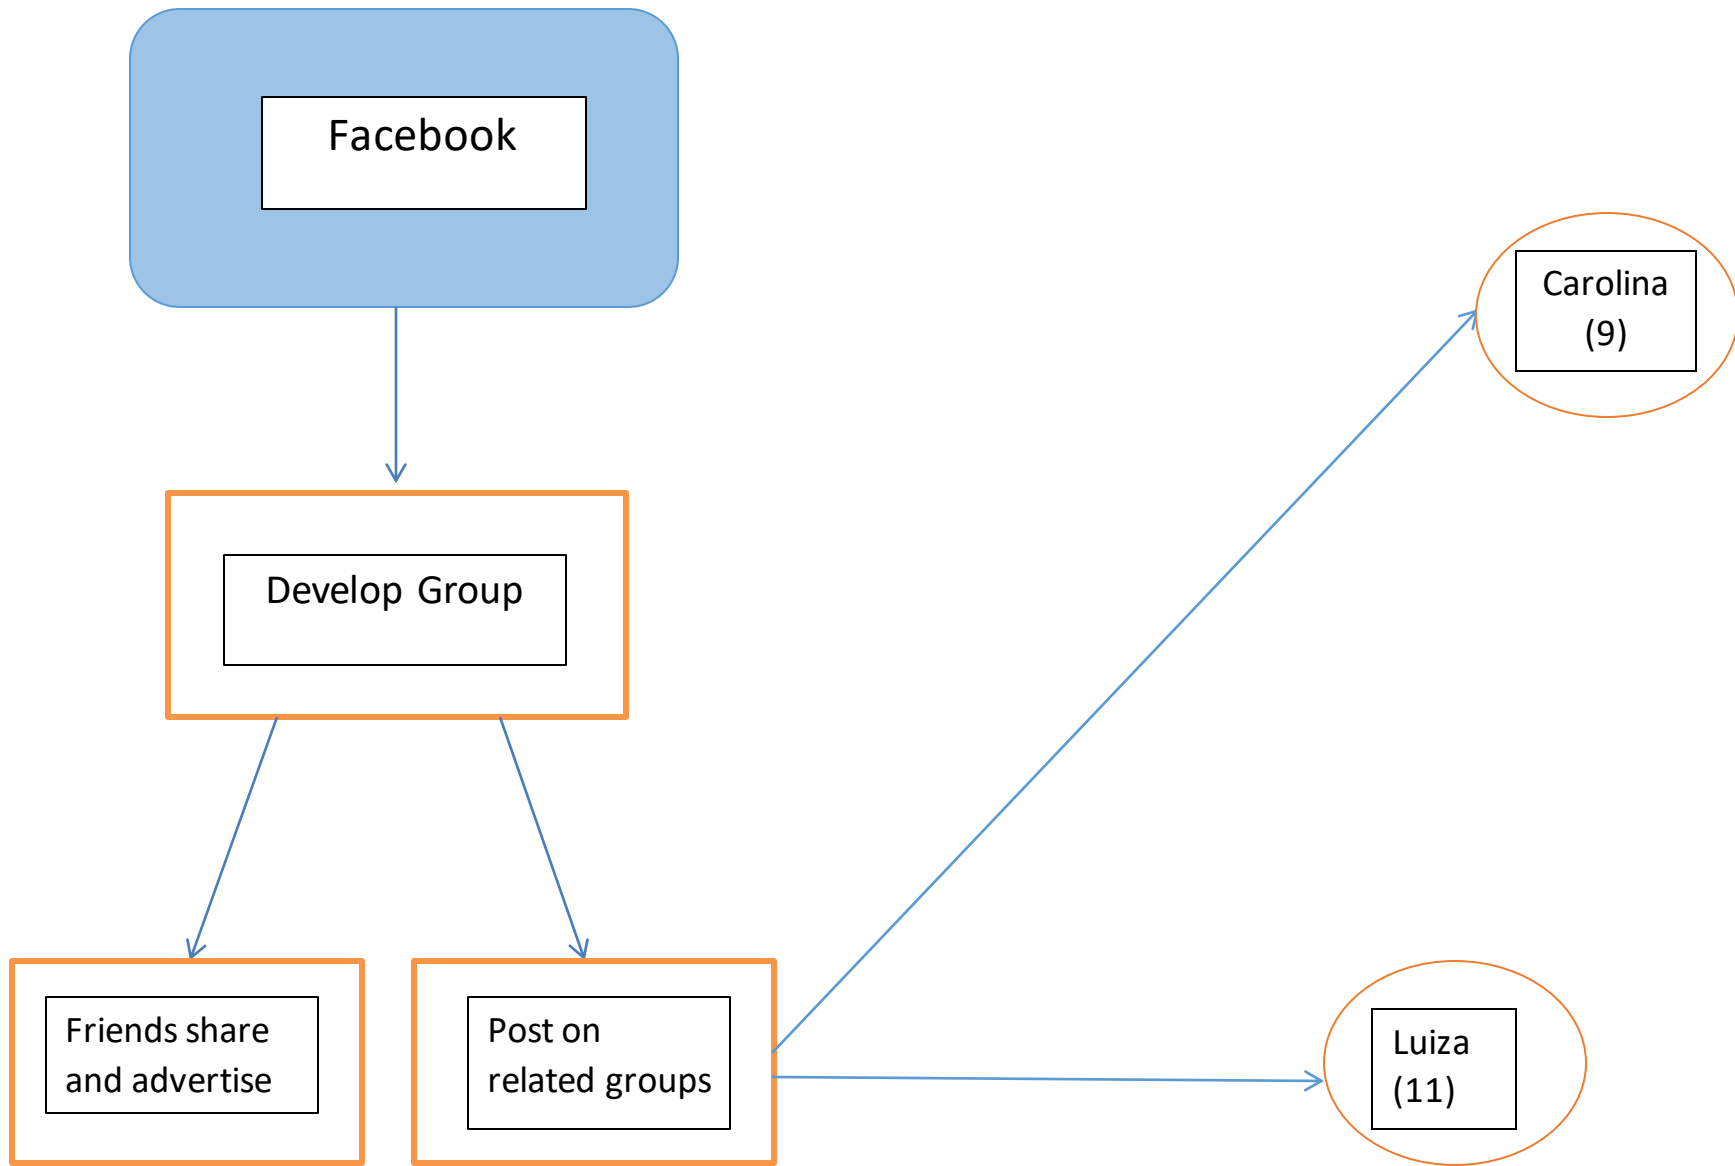 Facebook
Carolina
(9)
Develop Group
Friends share
and advertise
Post on
related groups
Luiza
(11)